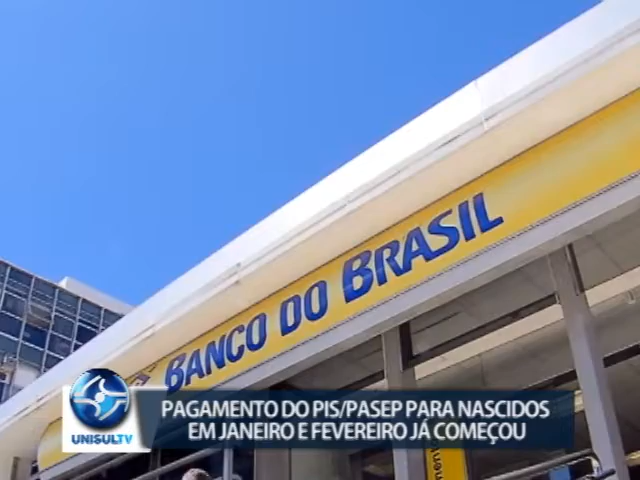 BANCO DO BRASIL
PAGAMENTO DO PIS/PASEP PARA NASCIDOS
EM JANEIRO E FEVEREIRO JÁ COMEÇOU
UNISULTV